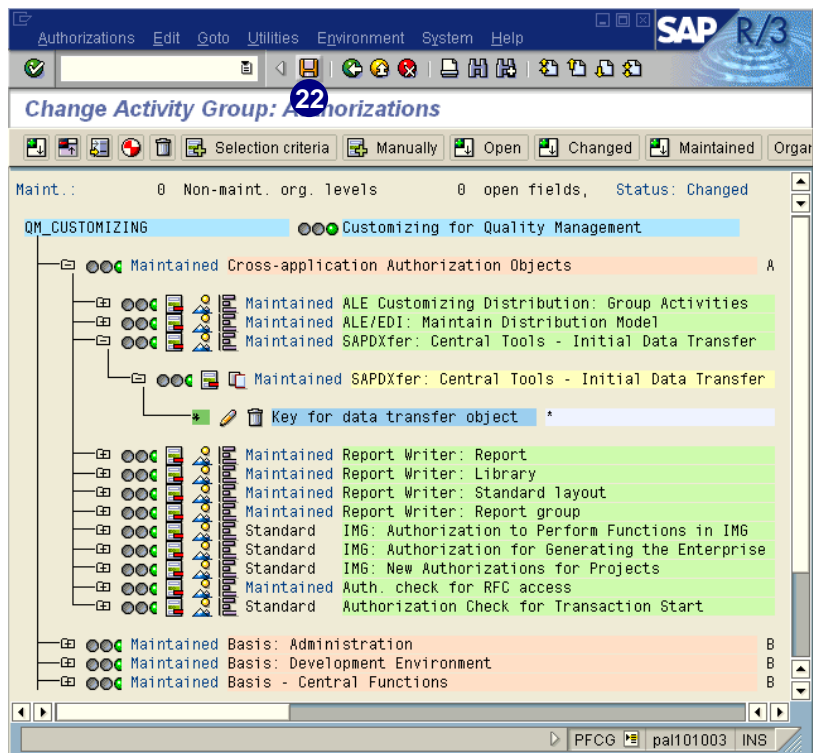 SAP R/3
Authorizations Edit Goto Utilities Environment System Help
22
Change Activity Group: Authorizations
Selection criteria Manually Open Changed Maintained Organ
Maint.: 0 Non-maint. org. levels 0 open fields, Status: Changed
QM_CUSTOMIZING Customizing for Quality Management
Maintained Cross-application Authorization Objects A
Maintained ALE Customizing Distribution: Group Activities
Maintained ALE/EDI: Maintain Distribution Model
Maintained SAPDXfer: Central Tools - Initial Data Transfer
Maintained SAPDXfer: Central Tools - Initial Data Transfer
Key for data transfer object *
Maintained Report Writer: Report
Maintained Report Writer: Library
Maintained Report Writer: Standard layout
Maintained Report Writer: Report group
Standard IMG: Authorization to Perform Functions in IMG
Standard IMG: Authorization for Generating the Enterprise
Standard IMG: New Authorizations for Projects
Maintained Auth. check for RFC access
Standard Authorization Check for Transaction Start
Maintained Basis: Administration B
Maintained Basis: Development Environment B
Maintained Basis - Central Functions B
PFCG pal101003 INS